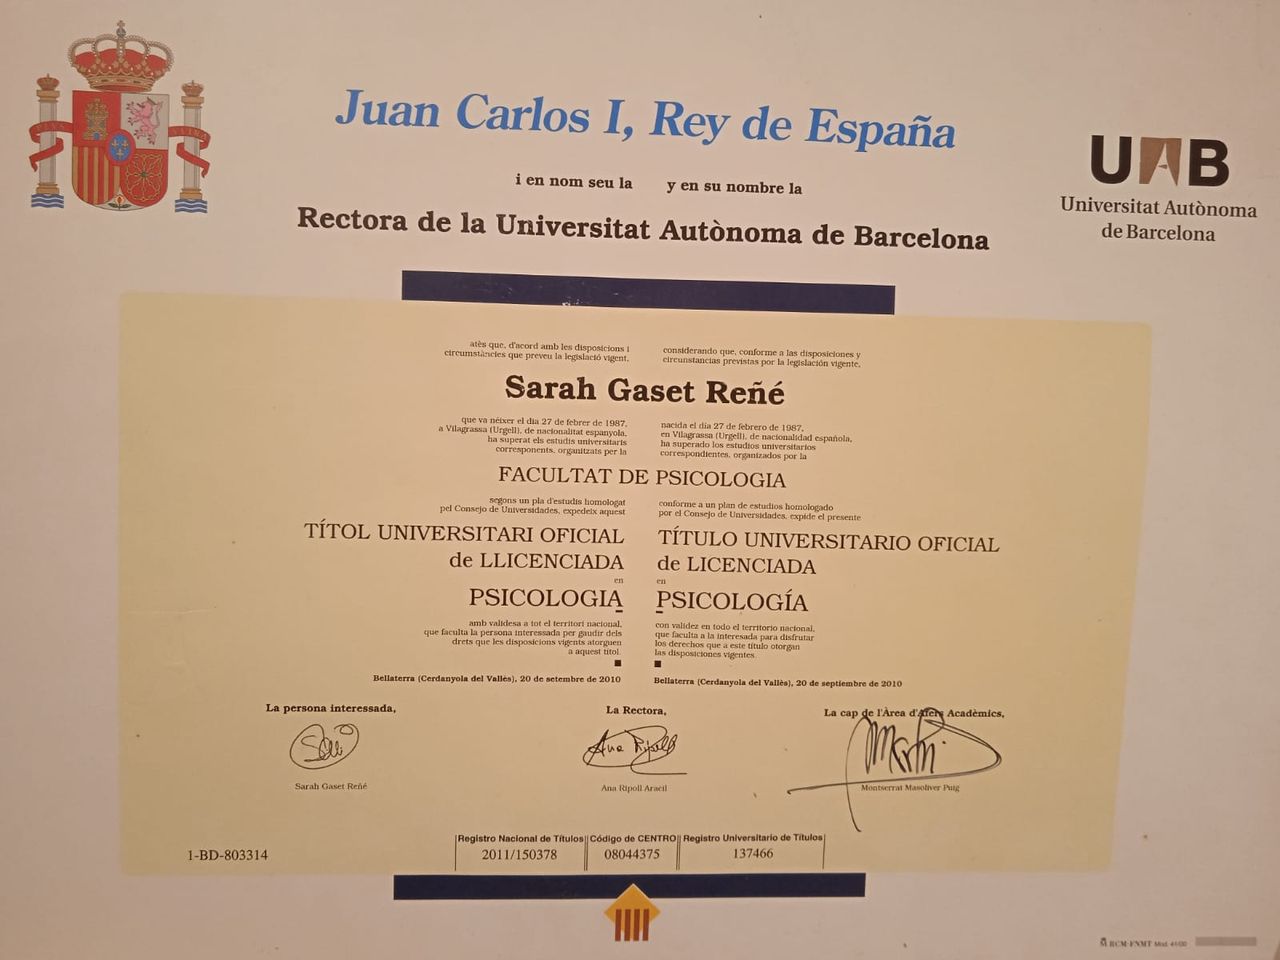 Juan Carlos I, Rey de España
i en nom seu la y en su nombre la
Rectora de la Universitat Autònoma de Barcelona
UAB
Universitat Autònoma
de Barcelona
atès que, d'acord amb les disposicions i
circumstàncies que preveu la legislació vigent,
considerando que, conforme a las disposiciones y
circunstancias previstas por la legislación vigente,
Sarah Gaset Reñé
que va néixer el dia 27 de febrer de 1987,
a Vilagrassa (Urgell), de nacionalitat espanyola,
ha superat els estudis universitaris
corresponents, organitzats per la
nacida el día 27 de febrero de 1987,
en Vilagrassa (Urgell), de nacionalidad española,
ha superado los estudios universitarios
correspondientes, organizados por la
FACULTAT DE PSICOLOGIA
segons un pla d'estudis homologat
pel Consejo de Universidades, expedeix aquest
conforme a un plan de estudios homologado
por el Consejo de Universidades, expide el presente
TÍTOL UNIVERSITARI OFICIAL
de LLICENCIADA
en
PSICOLOGIA
TÍTULO UNIVERSITARIO OFICIAL
de LICENCIADA
en
PSICOLOGÍA
amb validesa a tot el territori nacional,
que faculta la persona interessada per gaudir dels
drets que les disposicions vigents atorguen
a aquest títol.
con validez en todo el territorio nacional,
que faculta a la interesada para disfrutar
los derechos que a este título otorgan
las disposiciones vigentes.
Bellaterra (Cerdanyola del Vallès), 20 de setembre de 2010
Bellaterra (Cerdanyola del Vallès), 20 de septiembre de 2010
La persona interessada,
La Rectora,
La cap de l'Àrea d'Afers Acadèmics,
Ana Ripoll
Sarah Gaset Reñé
Ana Ripoll Aracil
Montserrat Masoliver Puig
1-BD-803314
Registro Nacional de Títulos
2011/150378
Código de CENTRO
08044375
Registro Universitario de Títulos
137466
RCM-FNMT Mod. 41/00